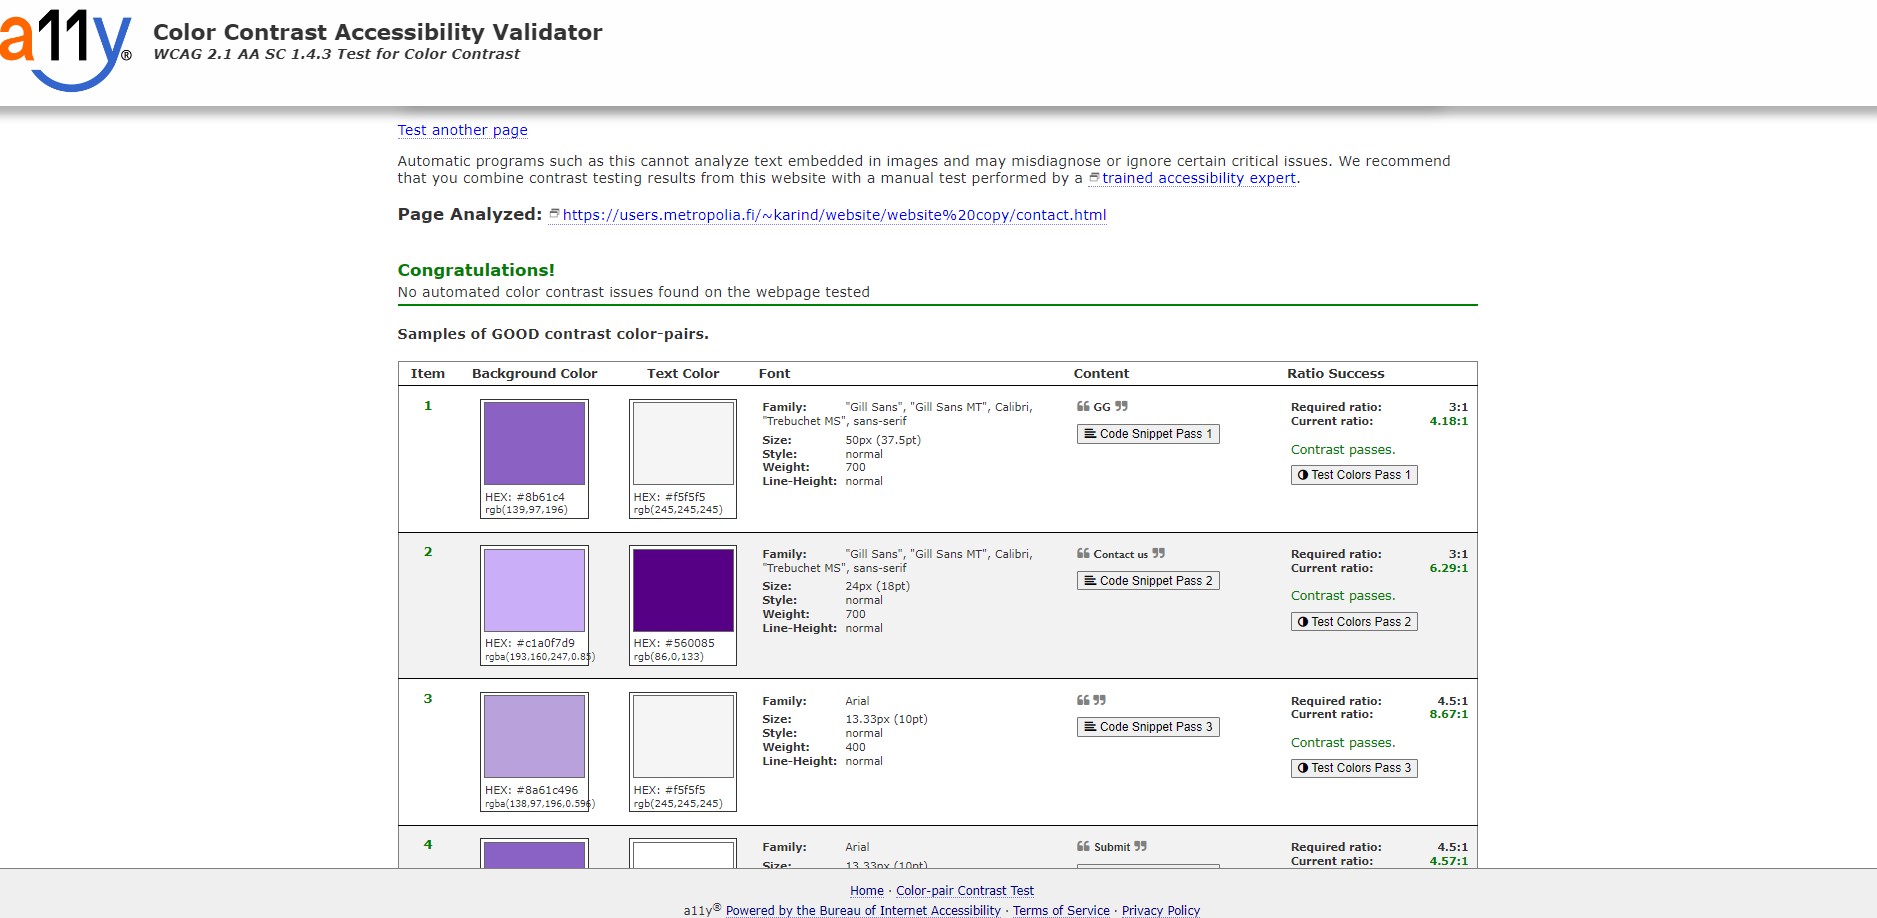 a11y®
Color Contrast Accessibility Validator
WCAG 2.1 AA SC 1.4.3 Test for Color Contrast
Test another page
Automatic programs such as this cannot analyze text embedded in images and may misdiagnose or ignore certain critical issues. We recommend
that you combine contrast testing results from this website with a manual test performed by a trained accessibility expert.
Page Analyzed: https://users.metropolia.fi/~karind/website/website%20copy/contact.html
Congratulations!
No automated color contrast issues found on the webpage tested
Samples of GOOD contrast color-pairs.
Item Background Color Text Color Font Content Ratio Success
1
HEX: #8b61c4
rgb(139,97,196)
HEX: #f5f5f5
rgb(245,245,245)
Family: "Gill Sans", "Gill Sans MT", Calibri,
"Trebuchet MS", sans-serif
Size: 50px (37.5pt)
Style: normal
Weight: 700
Line-Height: normal
❝ GG ❞
Code Snippet Pass 1
Required ratio: 3:1
Current ratio: 4.18:1
Contrast passes.
Test Colors Pass 1
2
HEX: #c1a0f7d9
rgba(193,160,247,0.85)
HEX: #560085
rgb(86,0,133)
Family: "Gill Sans", "Gill Sans MT", Calibri,
"Trebuchet MS", sans-serif
Size: 24px (18pt)
Style: normal
Weight: 700
Line-Height: normal
❝ Contact us ❞
Code Snippet Pass 2
Required ratio: 3:1
Current ratio: 6.29:1
Contrast passes.
Test Colors Pass 2
3
HEX: #8a61c496
rgba(138,97,196,0.596)
HEX: #f5f5f5
rgb(245,245,245)
Family: Arial
Size: 13.33px (10pt)
Style: normal
Weight: 400
Line-Height: normal
❝ ❞
Code Snippet Pass 3
Required ratio: 4.5:1
Current ratio: 8.67:1
Contrast passes.
Test Colors Pass 3
4
Family: Arial
Size: 13.33px (10pt)
❝ Submit ❞
Required ratio: 4.5:1
Current ratio: 4.57:1
Home · Color-pair Contrast Test
a11y® Powered by the Bureau of Internet Accessibility · Terms of Service · Privacy Policy